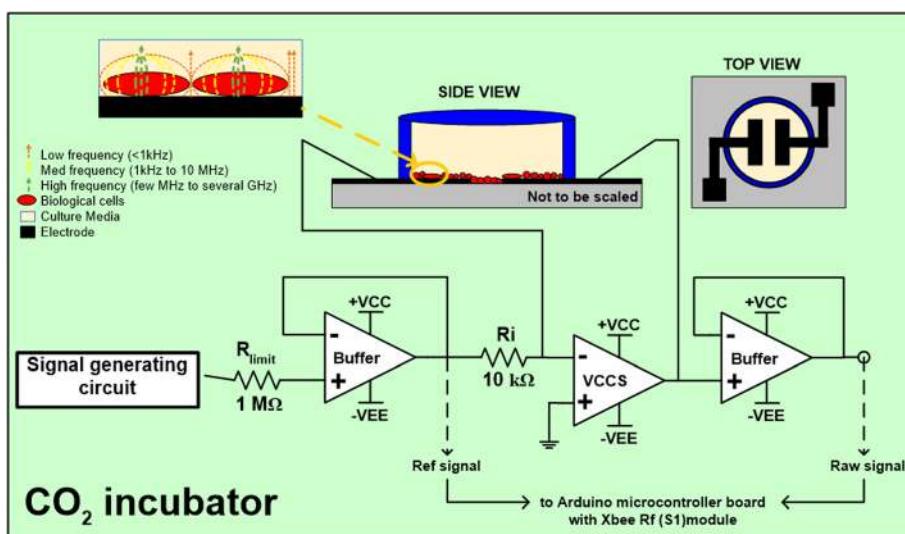 SIDE VIEW
TOP VIEW
Low frequency (<1kHz)
Med frequency (1kHz to 10 MHz)
High frequency (few MHz to several GHz)
Biological cells
Culture Media
Electrode
Not to be scaled
Signal generating
circuit
R limit
1 MΩ
+VCC
-
Buffer
+
-VEE
Ri
10 kΩ
+VCC
-
VCCS
+
-VEE
+VCC
-
Buffer
+
-VEE
Ref signal
Raw signal
to Arduino microcontroller board
with Xbee Rf (S1)module
CO2 incubator